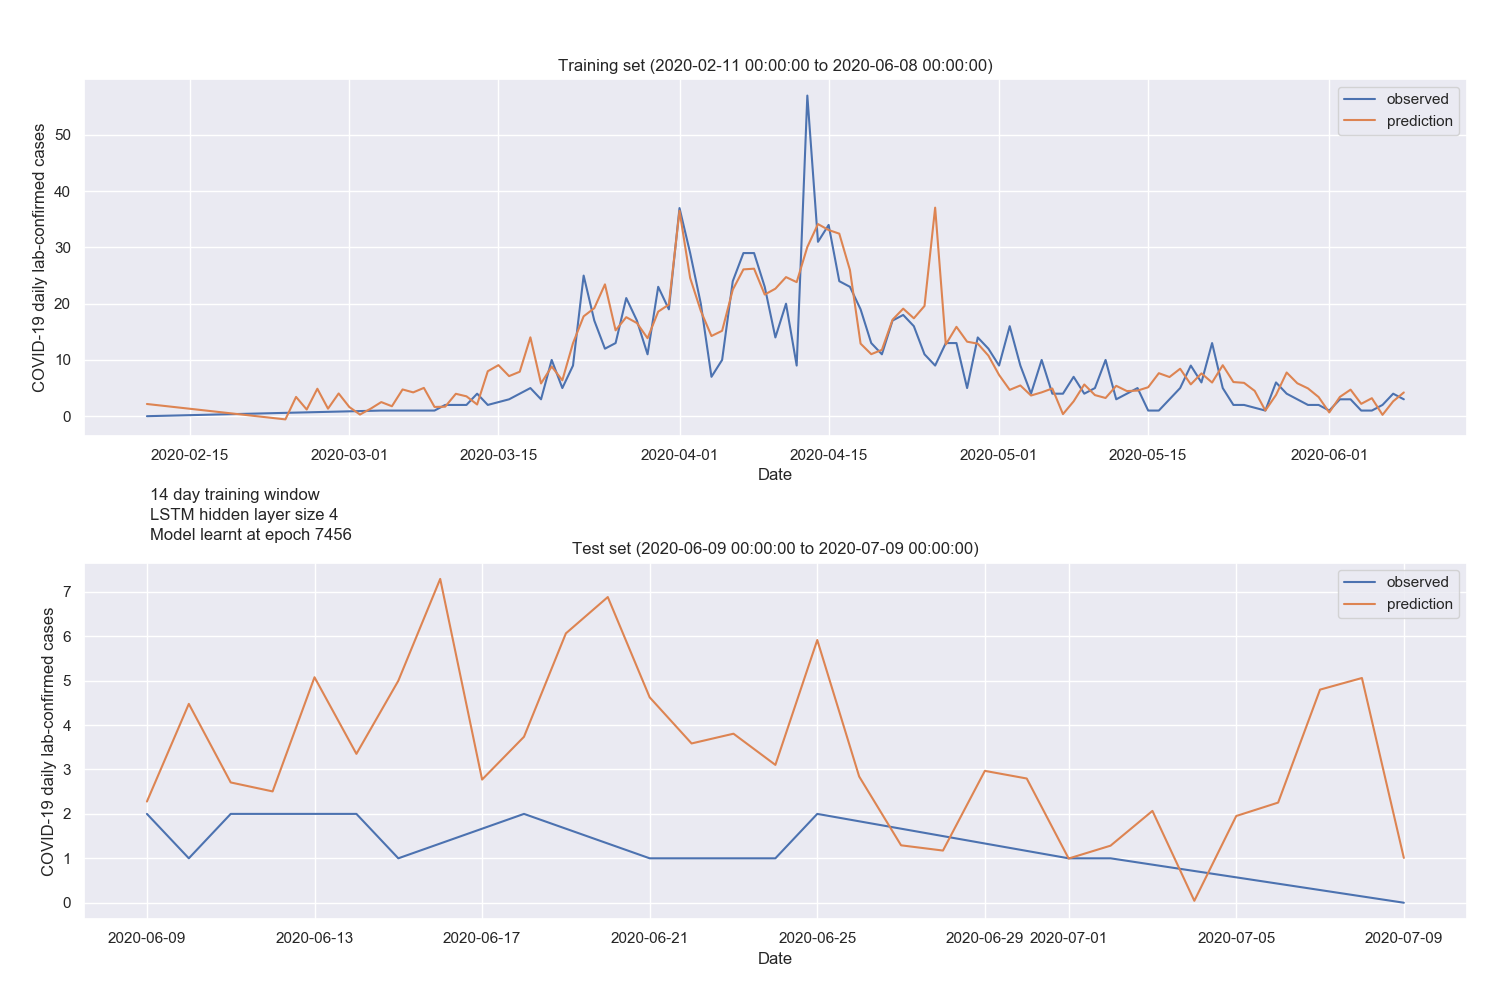 Training set (2020-02-11 00:00:00 to 2020-06-08 00:00:00)
observed
prediction
COVID-19 daily lab-confirmed cases
50
40
30
20
10
0
2020-02-15 2020-03-01 2020-03-15 2020-04-01 2020-04-15 2020-05-01 2020-05-15 2020-06-01
Date
14 day training window
LSTM hidden layer size 4
Model learnt at epoch 7456
Test set (2020-06-09 00:00:00 to 2020-07-09 00:00:00)
observed
prediction
COVID-19 daily lab-confirmed cases
7
6
5
4
3
2
1
0
2020-06-09 2020-06-13 2020-06-17 2020-06-21 2020-06-25 2020-06-29 2020-07-01 2020-07-05 2020-07-09
Date